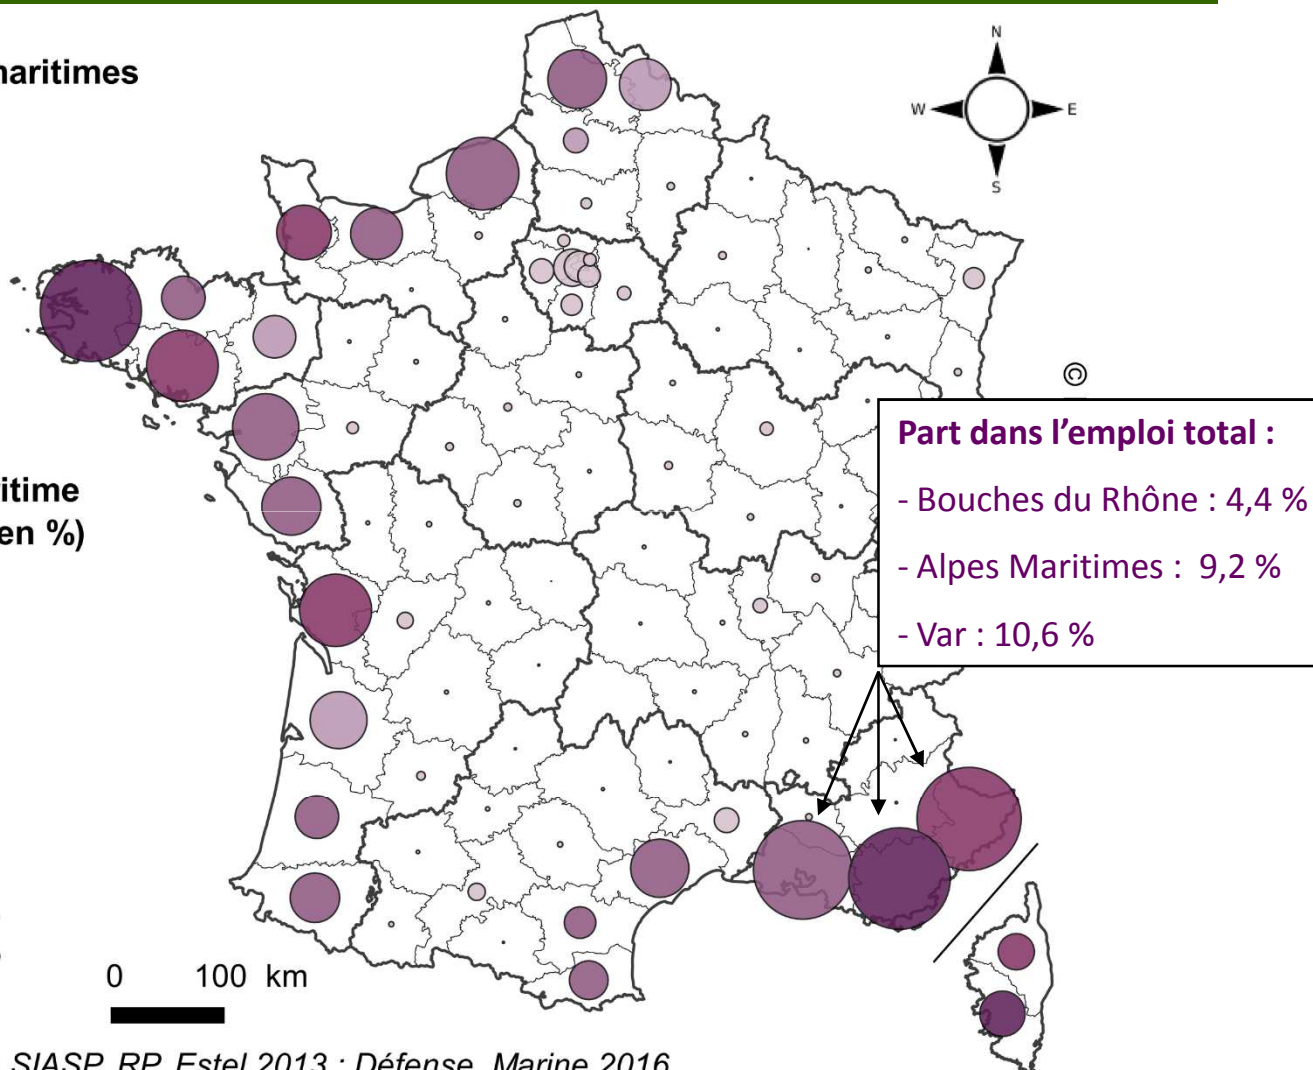 naritimes
N
W E
S
©
Part dans l’emploi total :
- Bouches du Rhône : 4,4 %
- Alpes Maritimes : 9,2 %
- Var : 10,6 %
itime
en %)
0 100 km
SIASP, RP, Estel 2013 ; Défense, Marine 2016